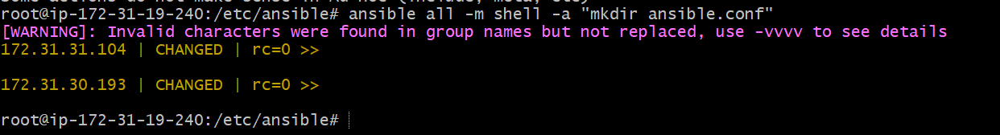 root@ip-172-31-19-240:/etc/ansible# ansible all -m shell -a "mkdir ansible.conf"
[WARNING]: Invalid characters were found in group names but not replaced, use -vvvv to see details
172.31.31.104 | CHANGED | rc=0 >>
172.31.30.193 | CHANGED | rc=0 >>
root@ip-172-31-19-240:/etc/ansible#